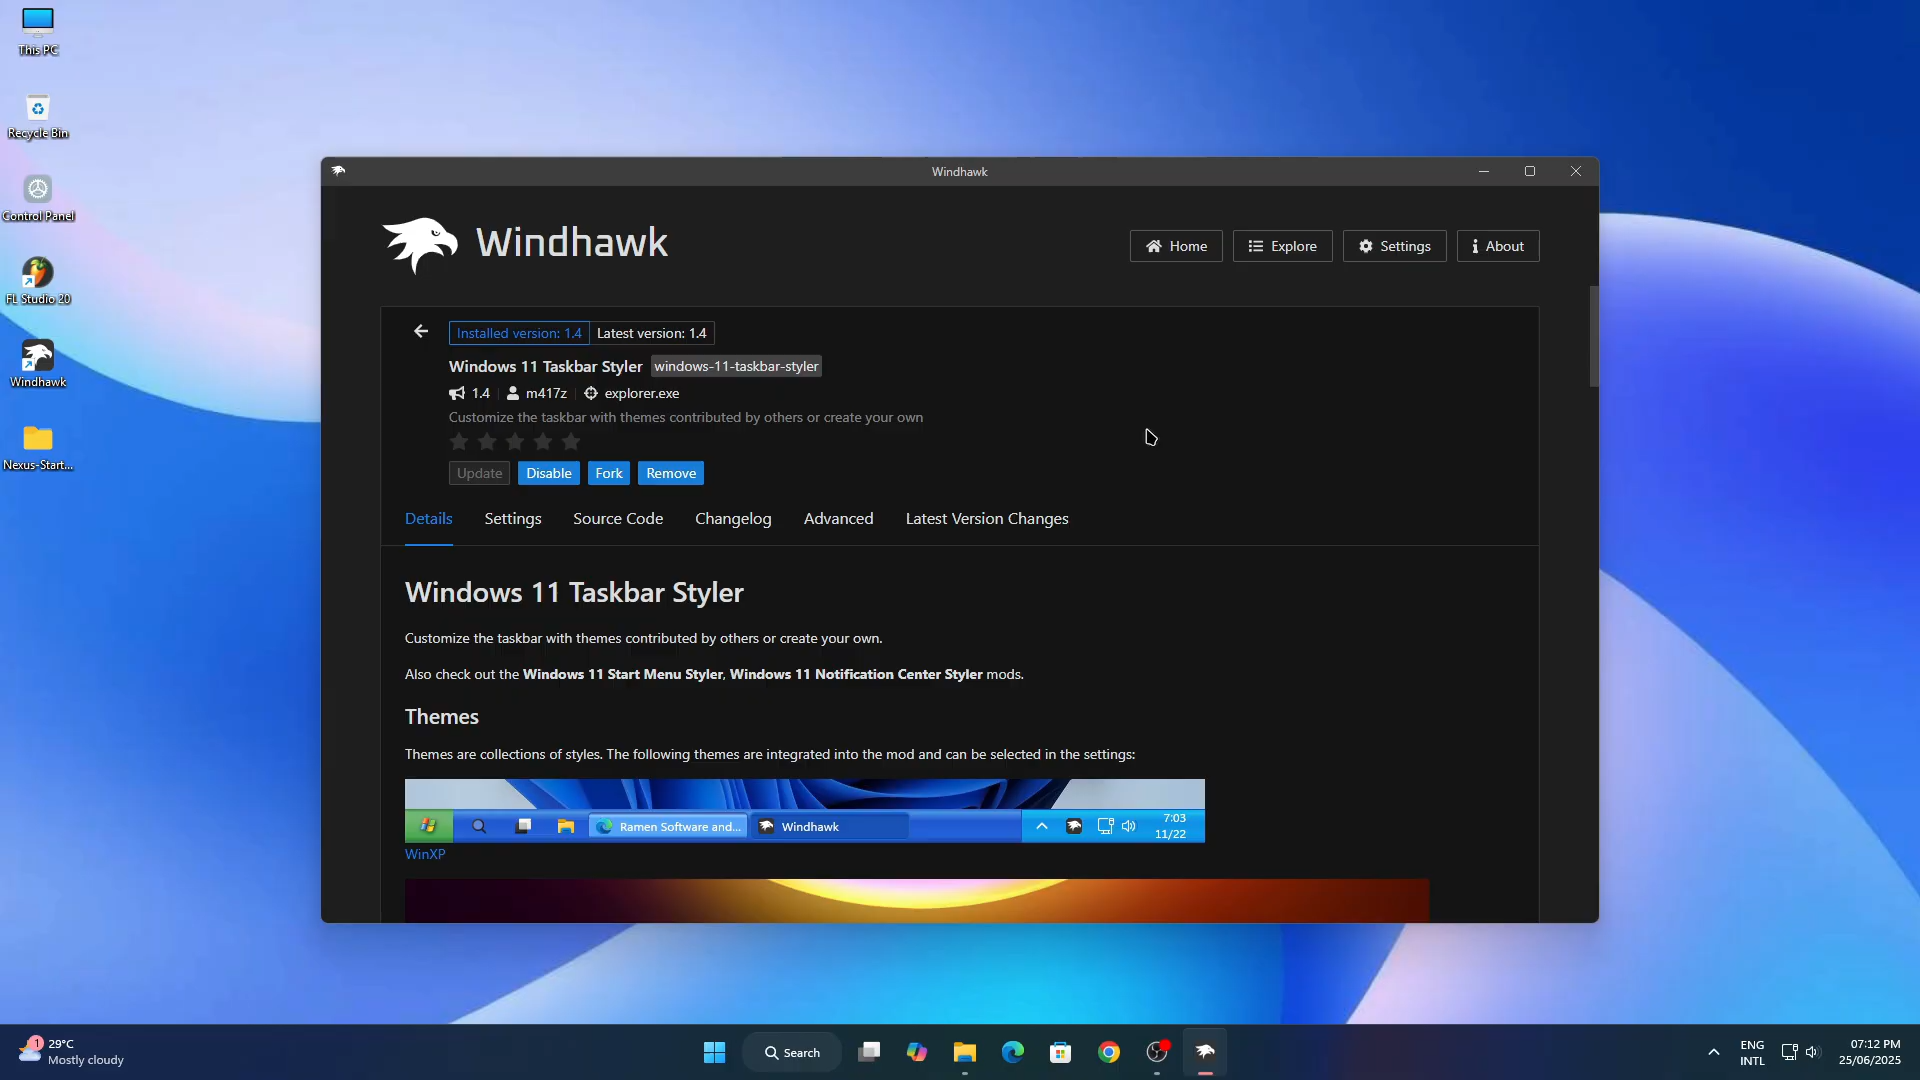 This PC
Recycle Bin
Control Panel
FL Studio 20
Windhawk
Nexus-Start...
Windhawk
Windhawk
Home
Explore
Settings
About
Installed version: 1.4
Latest version: 1.4
Windows 11 Taskbar Styler
windows-11-taskbar-styler
1.4
m417z
explorer.exe
Customize the taskbar with themes contributed by others or create your own
Update
Disable
Fork
Remove
Details
Settings
Source Code
Changelog
Advanced
Latest Version Changes
Windows 11 Taskbar Styler
Customize the taskbar with themes contributed by others or create your own.
Also check out the Windows 11 Start Menu Styler, Windows 11 Notification Center Styler mods.
Themes
Themes are collections of styles. The following themes are integrated into the mod and can be selected in the settings:
Ramen Software and...
Windhawk
7:03
11/22
WinXP
1
29°C
Mostly cloudy
Search
ENG
INTL
07:12 PM
25/06/2025